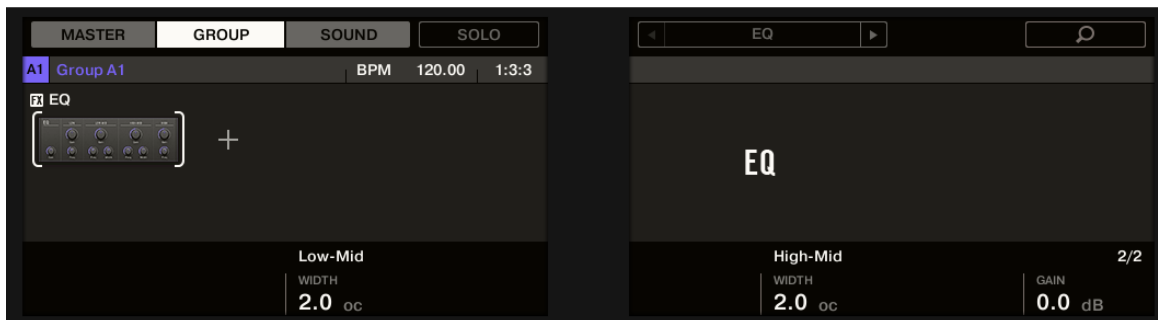 MASTER GROUP SOUND SOLO
A1 Group A1 BPM 120.00 1:3:3
FX EQ
Low-Mid
WIDTH
2.0 oc
EQ
EQ
High-Mid 2/2
WIDTH GAIN
2.0 oc 0.0 dB